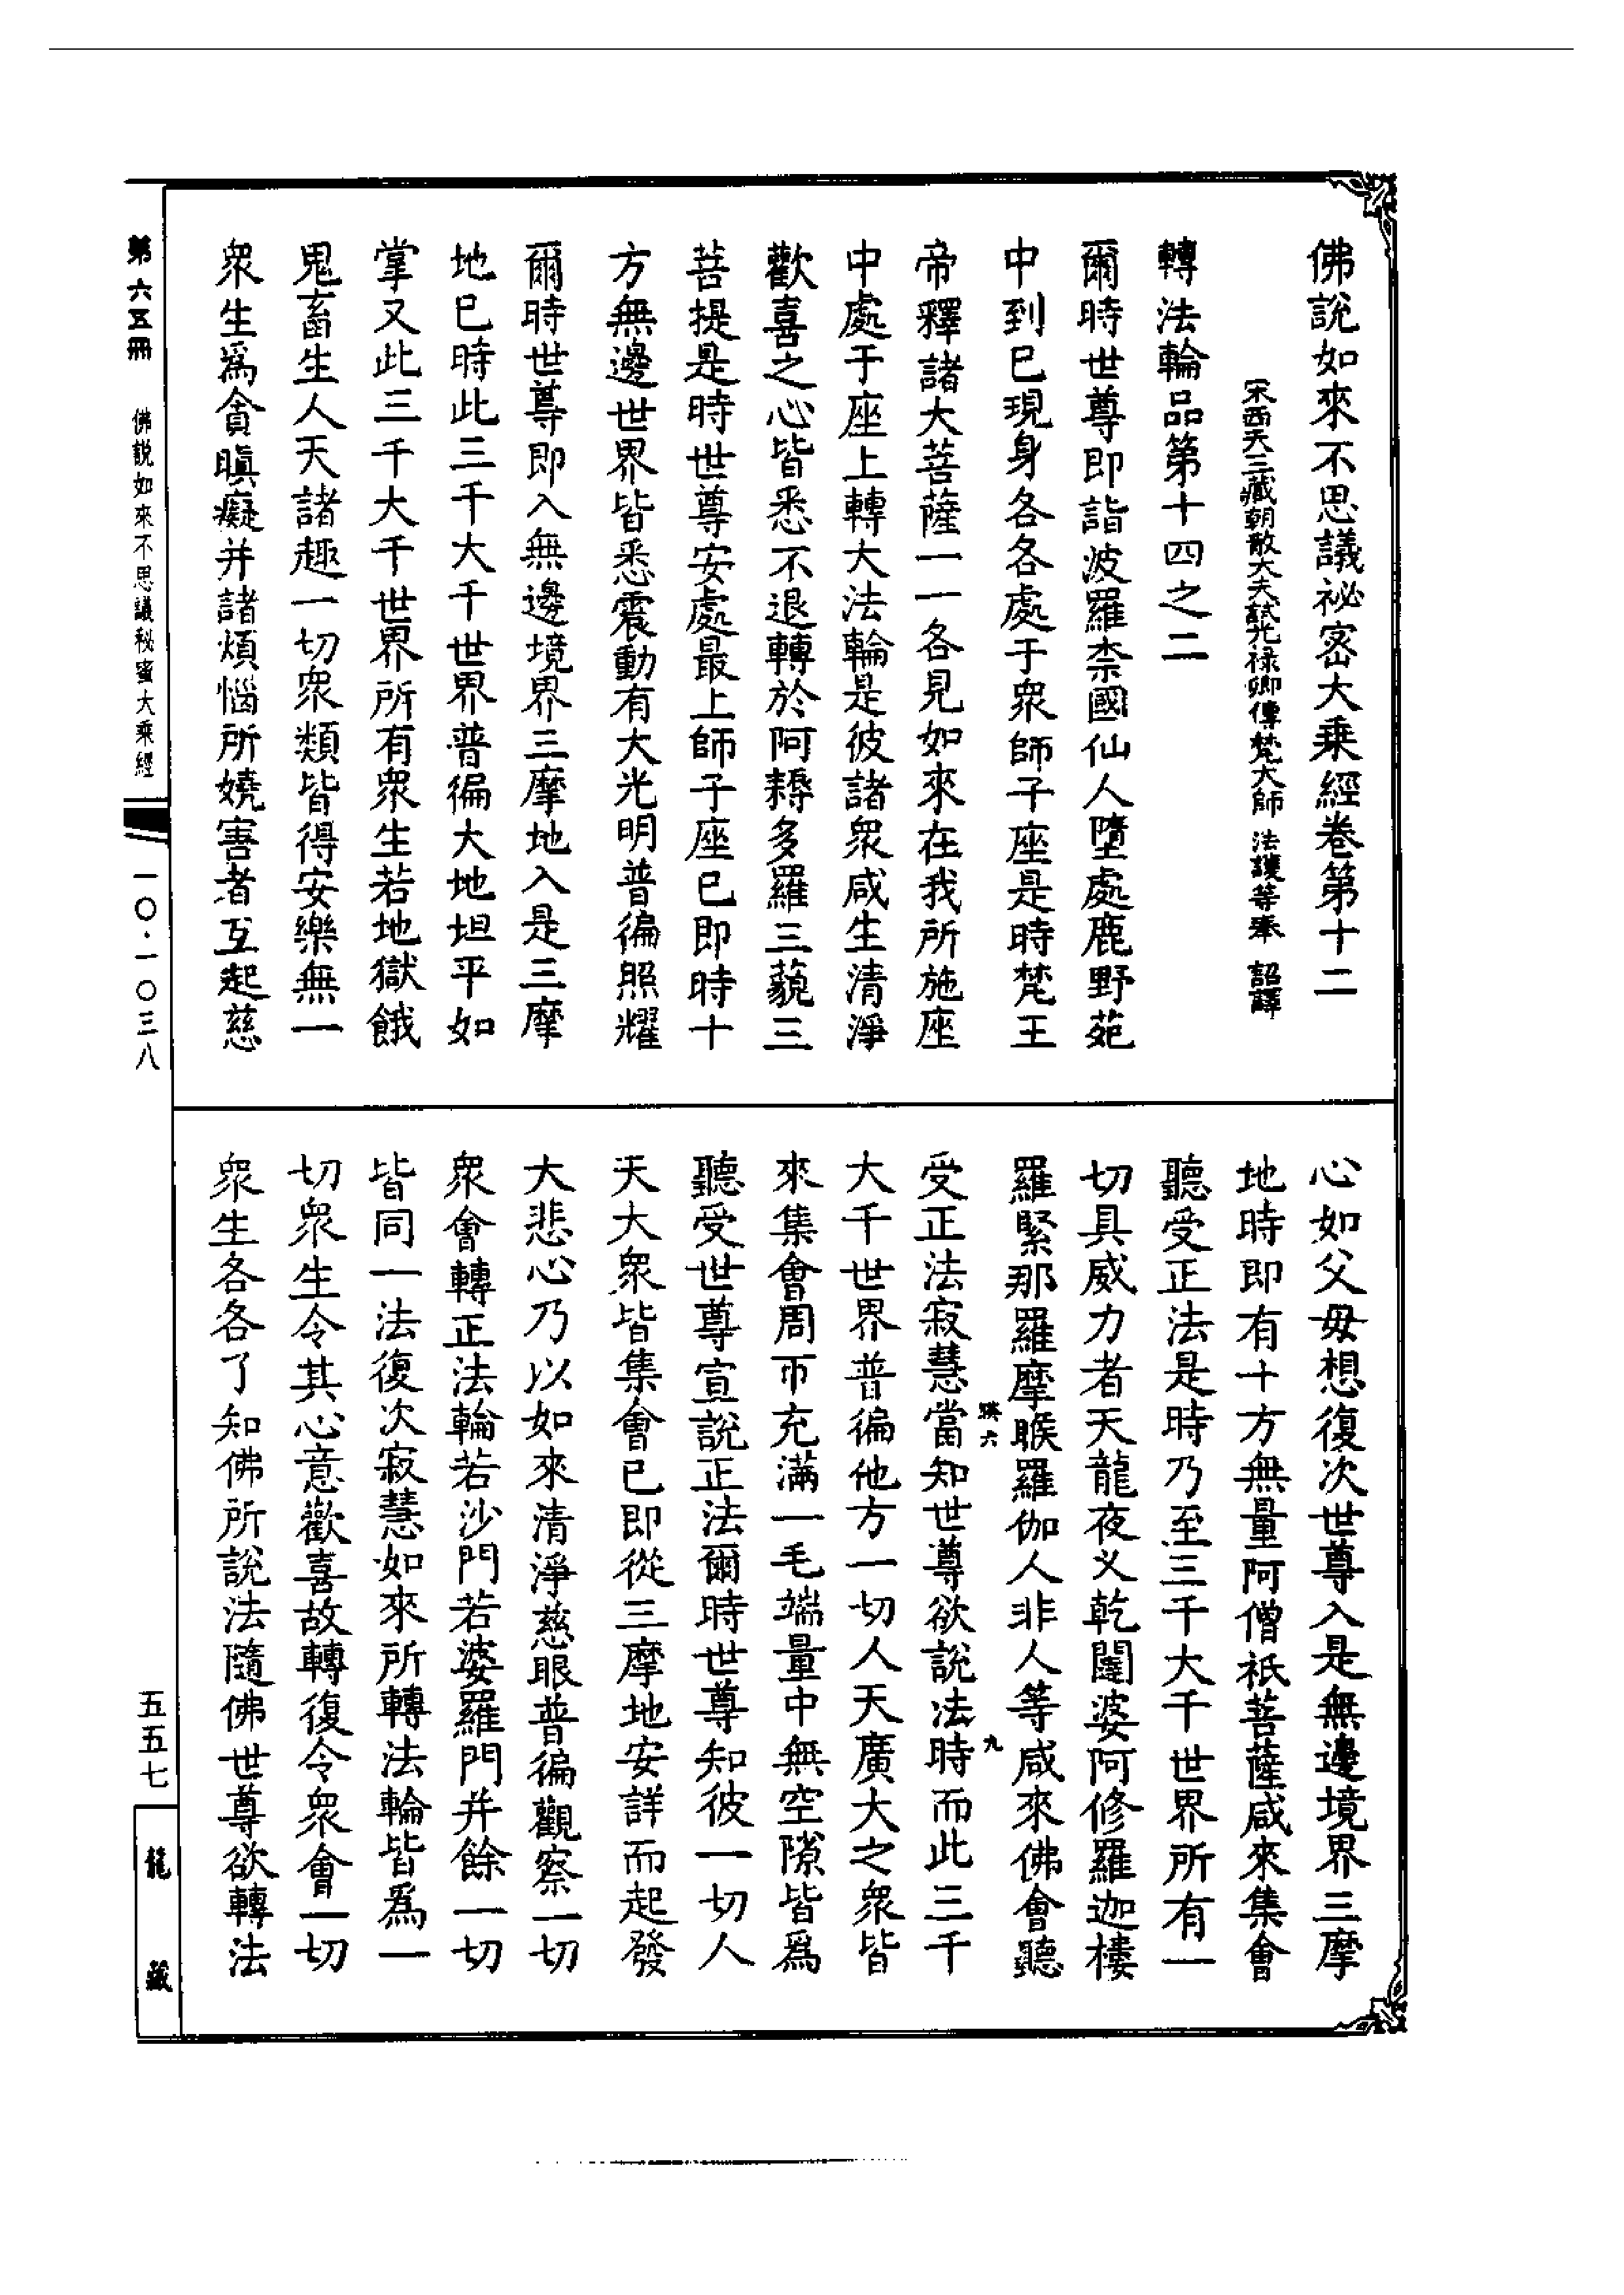 佛說如來不思議祕密大乘經卷第十二
宋西天三藏朝散大夫試光祿卿傳梵大師 法護等奉 詔譯
轉法輪品第十四之二
爾時世尊即詣波羅柰國仙人墮處鹿野苑
中到已現身各各處于衆師子座是時梵王
帝釋諸大菩薩一一各見如來在我所施座
中處于座上轉大法輪是彼諸衆咸生清淨
歡喜之心皆悉不退轉於阿耨多羅三藐三
菩提是時世尊安處最上師子座已即時十
方無邊世界皆悉震動有大光明普徧照耀
爾時世尊即入無邊境界三摩地入是三摩
地已時此三千大千世界普徧大地坦平如
掌又此三千大千世界所有衆生若地獄餓
鬼畜生人天諸趣一切衆類皆得安樂無一
衆生爲貪瞋癡并諸煩惱所嬈害者互起慈
心如父母想復次世尊入是無邊境界三摩
地時即有十方無量阿僧祇菩薩咸來集會
聽受正法是時乃至三千大千世界所有一
切具威力者天龍夜叉乾闥婆阿修羅迦樓
羅緊那羅摩睺羅伽人非人等咸來佛會聽
受正法寂慧當知世尊欲說法時而此三千
大千世界普徧他方一切人天廣大之衆皆
來集會周帀充滿一毛端量中無空隙皆爲
聽受世尊宣說正法爾時世尊知彼一切人
天大衆皆集會已即從三摩地安詳而起發
大悲心乃以如來清淨慈眼普徧觀察一切
衆會轉正法輪若沙門若婆羅門并餘一切
皆同一法復次寂慧如來所轉法輪皆爲一
切衆生令其心意歡喜故轉復令衆會一切
衆生各各了知佛所說法隨佛世尊欲轉法
第六五冊 佛說如來不思議秘蜜大乘經
一〇·一〇三八
五五七
龍藏
六
九